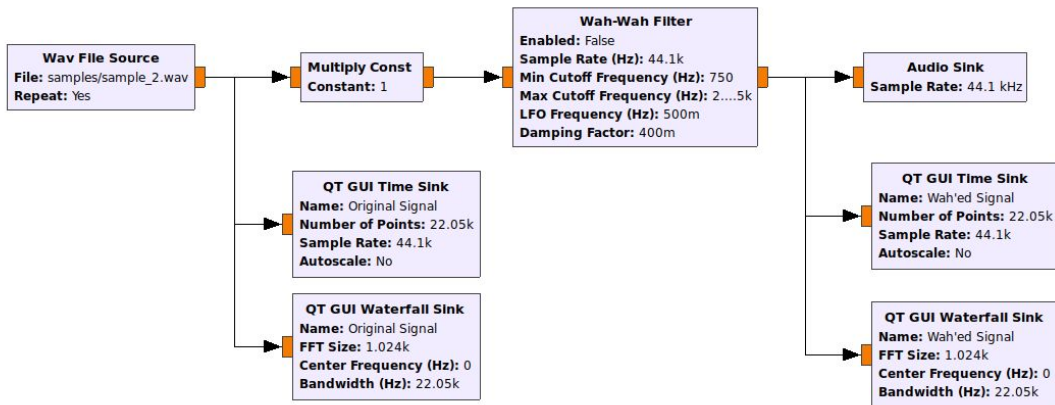 Wav File Source
File: samples/sample_2.wav
Repeat: Yes
Multiply Const
Constant: 1
Wah-Wah Filter
Enabled: False
Sample Rate (Hz): 44.1k
Min Cutoff Frequency (Hz): 750
Max Cutoff Frequency (Hz): 2....5k
LFO Frequency (Hz): 500m
Damping Factor: 400m
Audio Sink
Sample Rate: 44.1 kHz
QT GUI Time Sink
Name: Original Signal
Number of Points: 22.05k
Sample Rate: 44.1k
Autoscale: No
QT GUI Time Sink
Name: Wah'ed Signal
Number of Points: 22.05k
Sample Rate: 44.1k
Autoscale: No
QT GUI Waterfall Sink
Name: Original Signal
FFT Size: 1.024k
Center Frequency (Hz): 0
Bandwidth (Hz): 22.05k
QT GUI Waterfall Sink
Name: Wah'ed Signal
FFT Size: 1.024k
Center Frequency (Hz): 0
Bandwidth (Hz): 22.05k